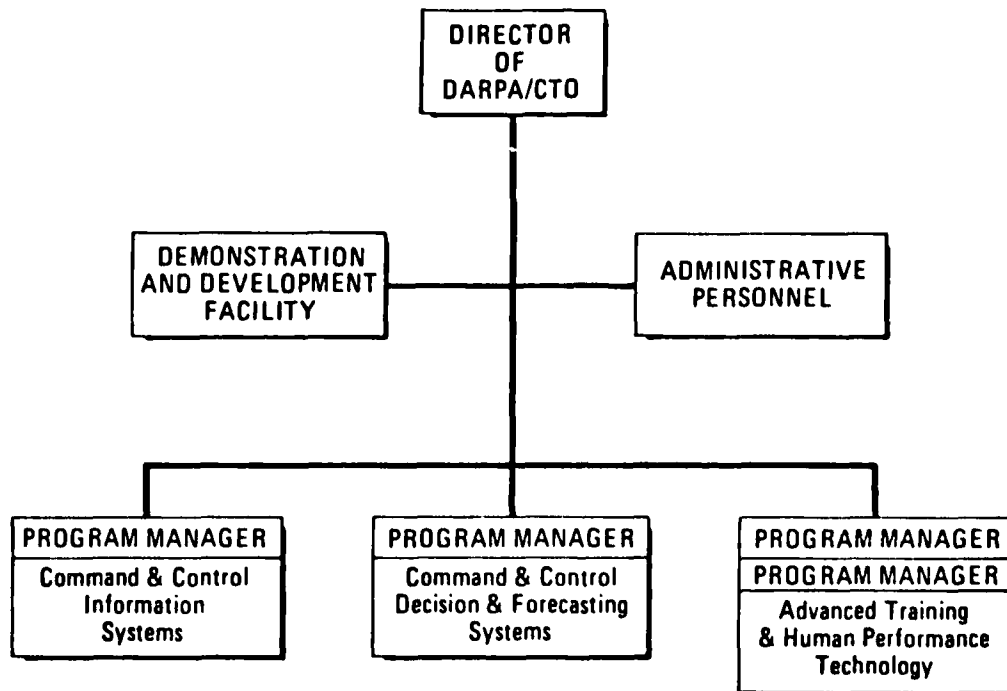 DIRECTOR
OF
DARPA/CTO
DEMONSTRATION
AND DEVELOPMENT
FACILITY
ADMINISTRATIVE
PERSONNEL
PROGRAM MANAGER
Command & Control
Information
Systems
PROGRAM MANAGER
Command & Control
Decision & Forecasting
Systems
PROGRAM MANAGER
PROGRAM MANAGER
Advanced Training
& Human Performance
Technology